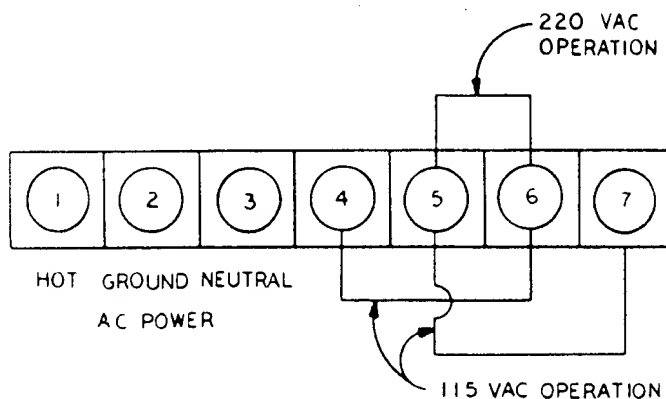 220 VAC
OPERATION
1 2 3 4 5 6 7
HOT GROUND NEUTRAL
AC POWER
115 VAC OPERATION